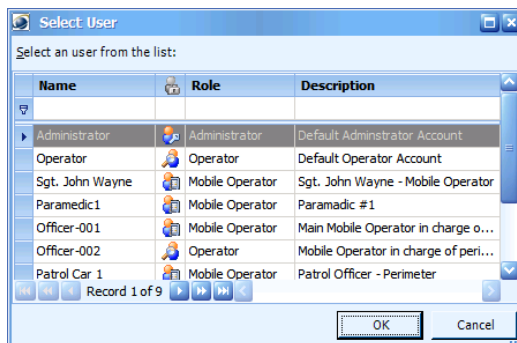 Select User
Select an user from the list:
Name Role Description
Administrator Administrator Default Adminstrator Account
Operator Operator Default Operator Account
Sgt. John Wayne Mobile Operator Sgt. John Wayne - Mobile Operator
Paramedic1 Mobile Operator Paramadic #1
Officer-001 Mobile Operator Main Mobile Operator in charge o...
Officer-002 Operator Mobile Operator in charge of peri...
Patrol Car 1 Mobile Operator Patrol Officer - Perimeter
Record 1 of 9
OK Cancel